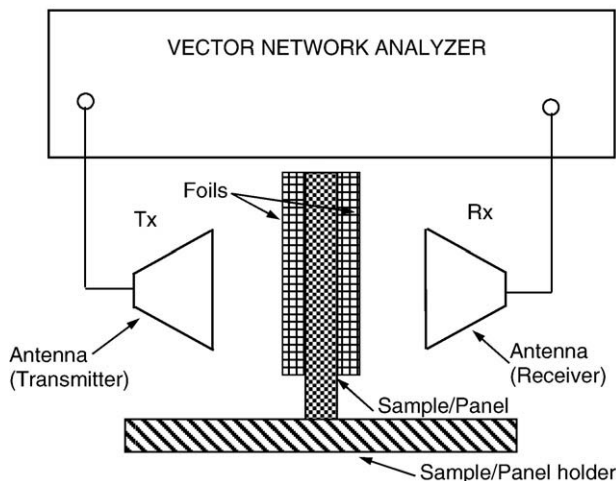 VECTOR NETWORK ANALYZER
Foils
Tx
Rx
Antenna
(Transmitter)
Antenna
(Receiver)
Sample/Panel
Sample/Panel holder